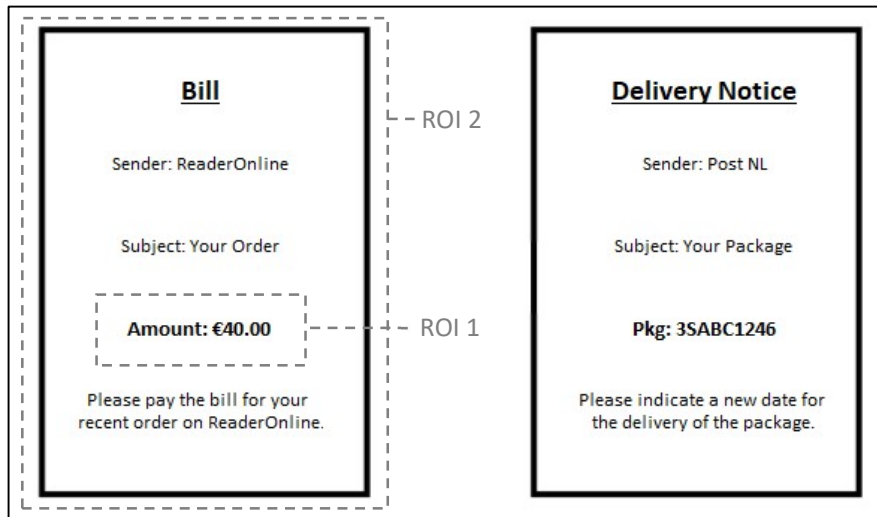 Bill
Sender: ReaderOnline
Subject: Your Order
Amount: €40.00
Please pay the bill for your
recent order on ReaderOnline.
ROI 2
ROI 1
Delivery Notice
Sender: Post NL
Subject: Your Package
Pkg: 3SABC1246
Please indicate a new date for
the delivery of the package.